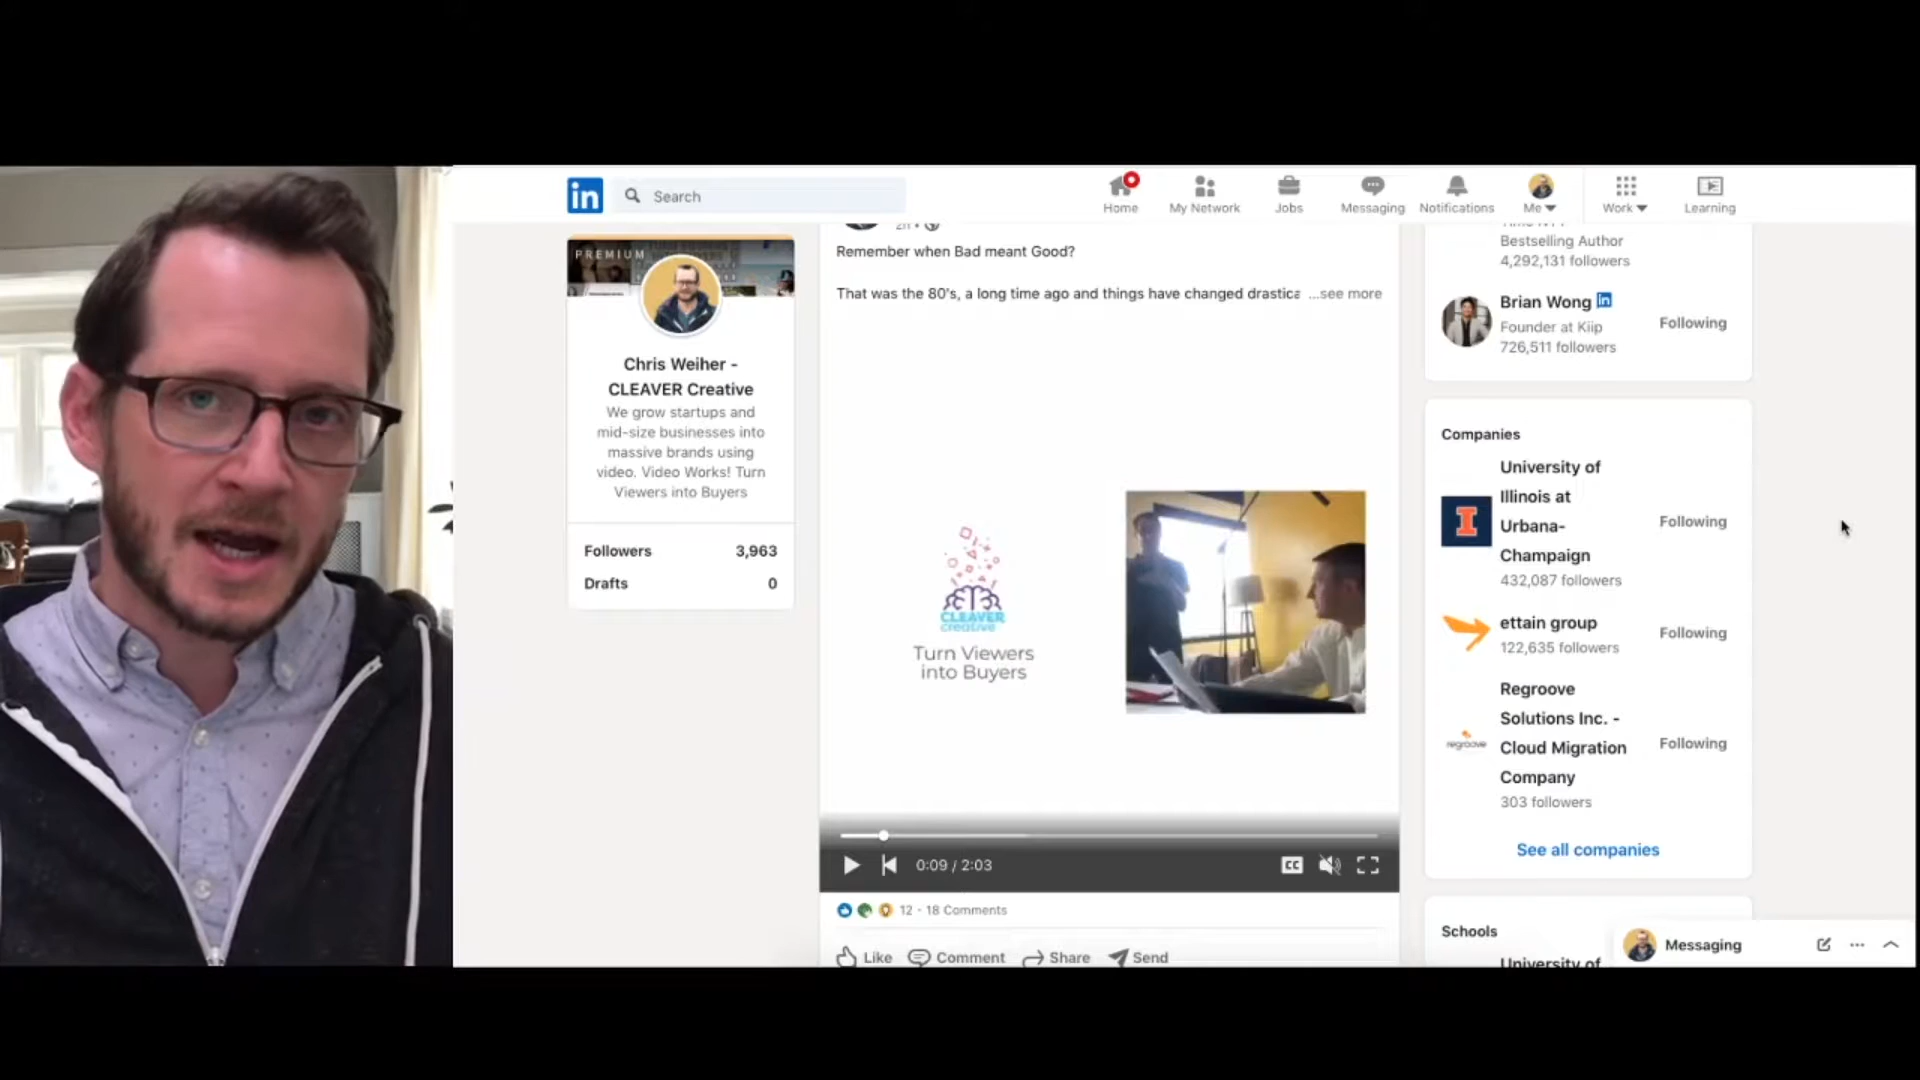 in
Search
Home
My Network
Jobs
Messaging
Notifications
Me
Work
Learning
PREMIUM
Chris Weiher -
CLEAVER Creative
We grow startups and
mid-size businesses into
massive brands using
video. Video Works! Turn
Viewers into Buyers
Followers 3,963
Drafts 0
Remember when Bad meant Good?
That was the 80's, a long time ago and things have changed drastica ...see more
CLEAVER
creative
Turn Viewers
into Buyers
0:09 / 2:03
CC
12 · 18 Comments
Like Comment Share Send
Bestselling Author
4,292,131 followers
Brian Wong in
Founder at Kiip
726,511 followers
Following
Companies
University of
Illinois at
Urbana-
Champaign
432,087 followers
Following
ettain group
122,635 followers
Following
regroove
Regroove
Solutions Inc. -
Cloud Migration
Company
303 followers
Following
See all companies
Schools
University of
Messaging